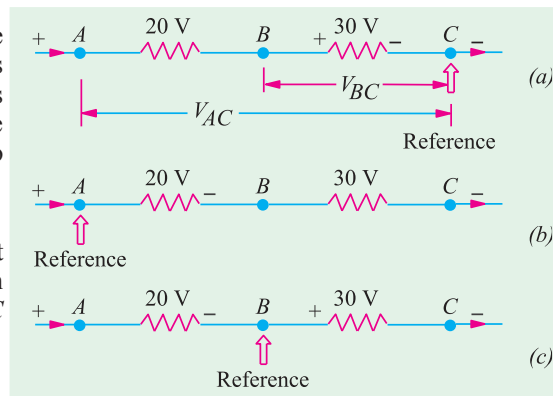 20 V 30 V
+ A B + – C –
(a)
V_BC
V_AC
Reference
20 V 30 V
+ A – B C –
(b)
Reference
20 V 30 V
+ A – B + C –
(c)
Reference